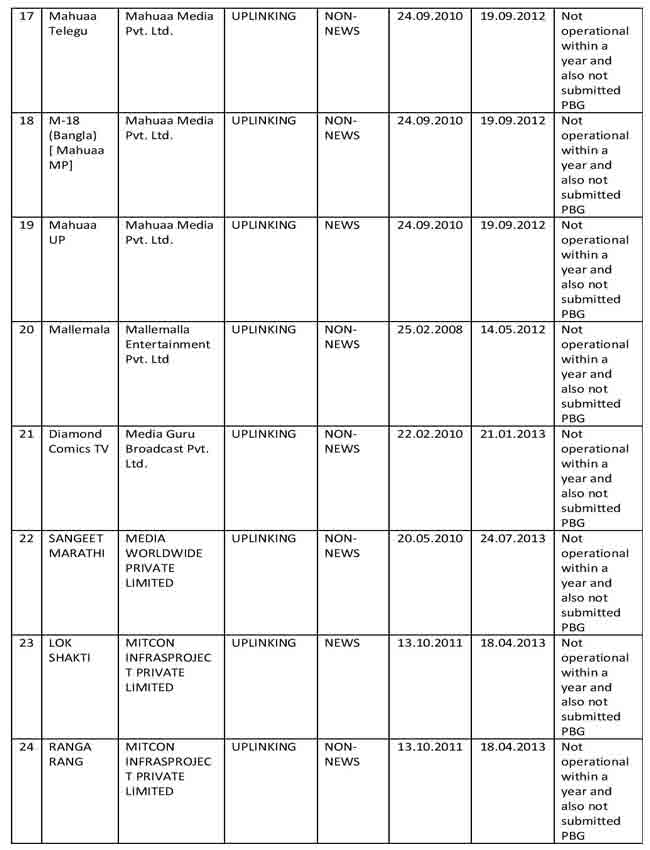 17 Mahuaa Mahuaa Media UPLINKING NON- 24.09.2010 19.09.2012 Not
Telegu Pvt. Ltd. NEWS operational
within a
year and
also not
submitted
PBG
18 M-18 Mahuaa Media UPLINKING NON- 24.09.2010 19.09.2012 Not
(Bangla) Pvt. Ltd. NEWS operational
[ Mahuaa within a
MP] year and
also not
submitted
PBG
19 Mahuaa Mahuaa Media UPLINKING NEWS 24.09.2010 19.09.2012 Not
UP Pvt. Ltd. operational
within a
year and
also not
submitted
PBG
20 Mallemala Mallemalla UPLINKING NON- 25.02.2008 14.05.2012 Not
Entertainment NEWS operational
Pvt. Ltd within a
year and
also not
submitted
PBG
21 Diamond Media Guru UPLINKING NON- 22.02.2010 21.01.2013 Not
Comics TV Broadcast Pvt. NEWS operational
Ltd. within a
year and
also not
submitted
PBG
22 SANGEET MEDIA UPLINKING NON- 20.05.2010 24.07.2013 Not
MARATHI WORLDWIDE NEWS operational
PRIVATE within a
LIMITED year and
also not
submitted
PBG
23 LOK MITCON UPLINKING NEWS 13.10.2011 18.04.2013 Not
SHAKTI INFRASPROJEC operational
T PRIVATE within a
LIMITED year and
also not
submitted
PBG
24 RANGA MITCON UPLINKING NON- 13.10.2011 18.04.2013 Not
RANG INFRASPROJEC NEWS operational
T PRIVATE within a
LIMITED year and
also not
submitted
PBG